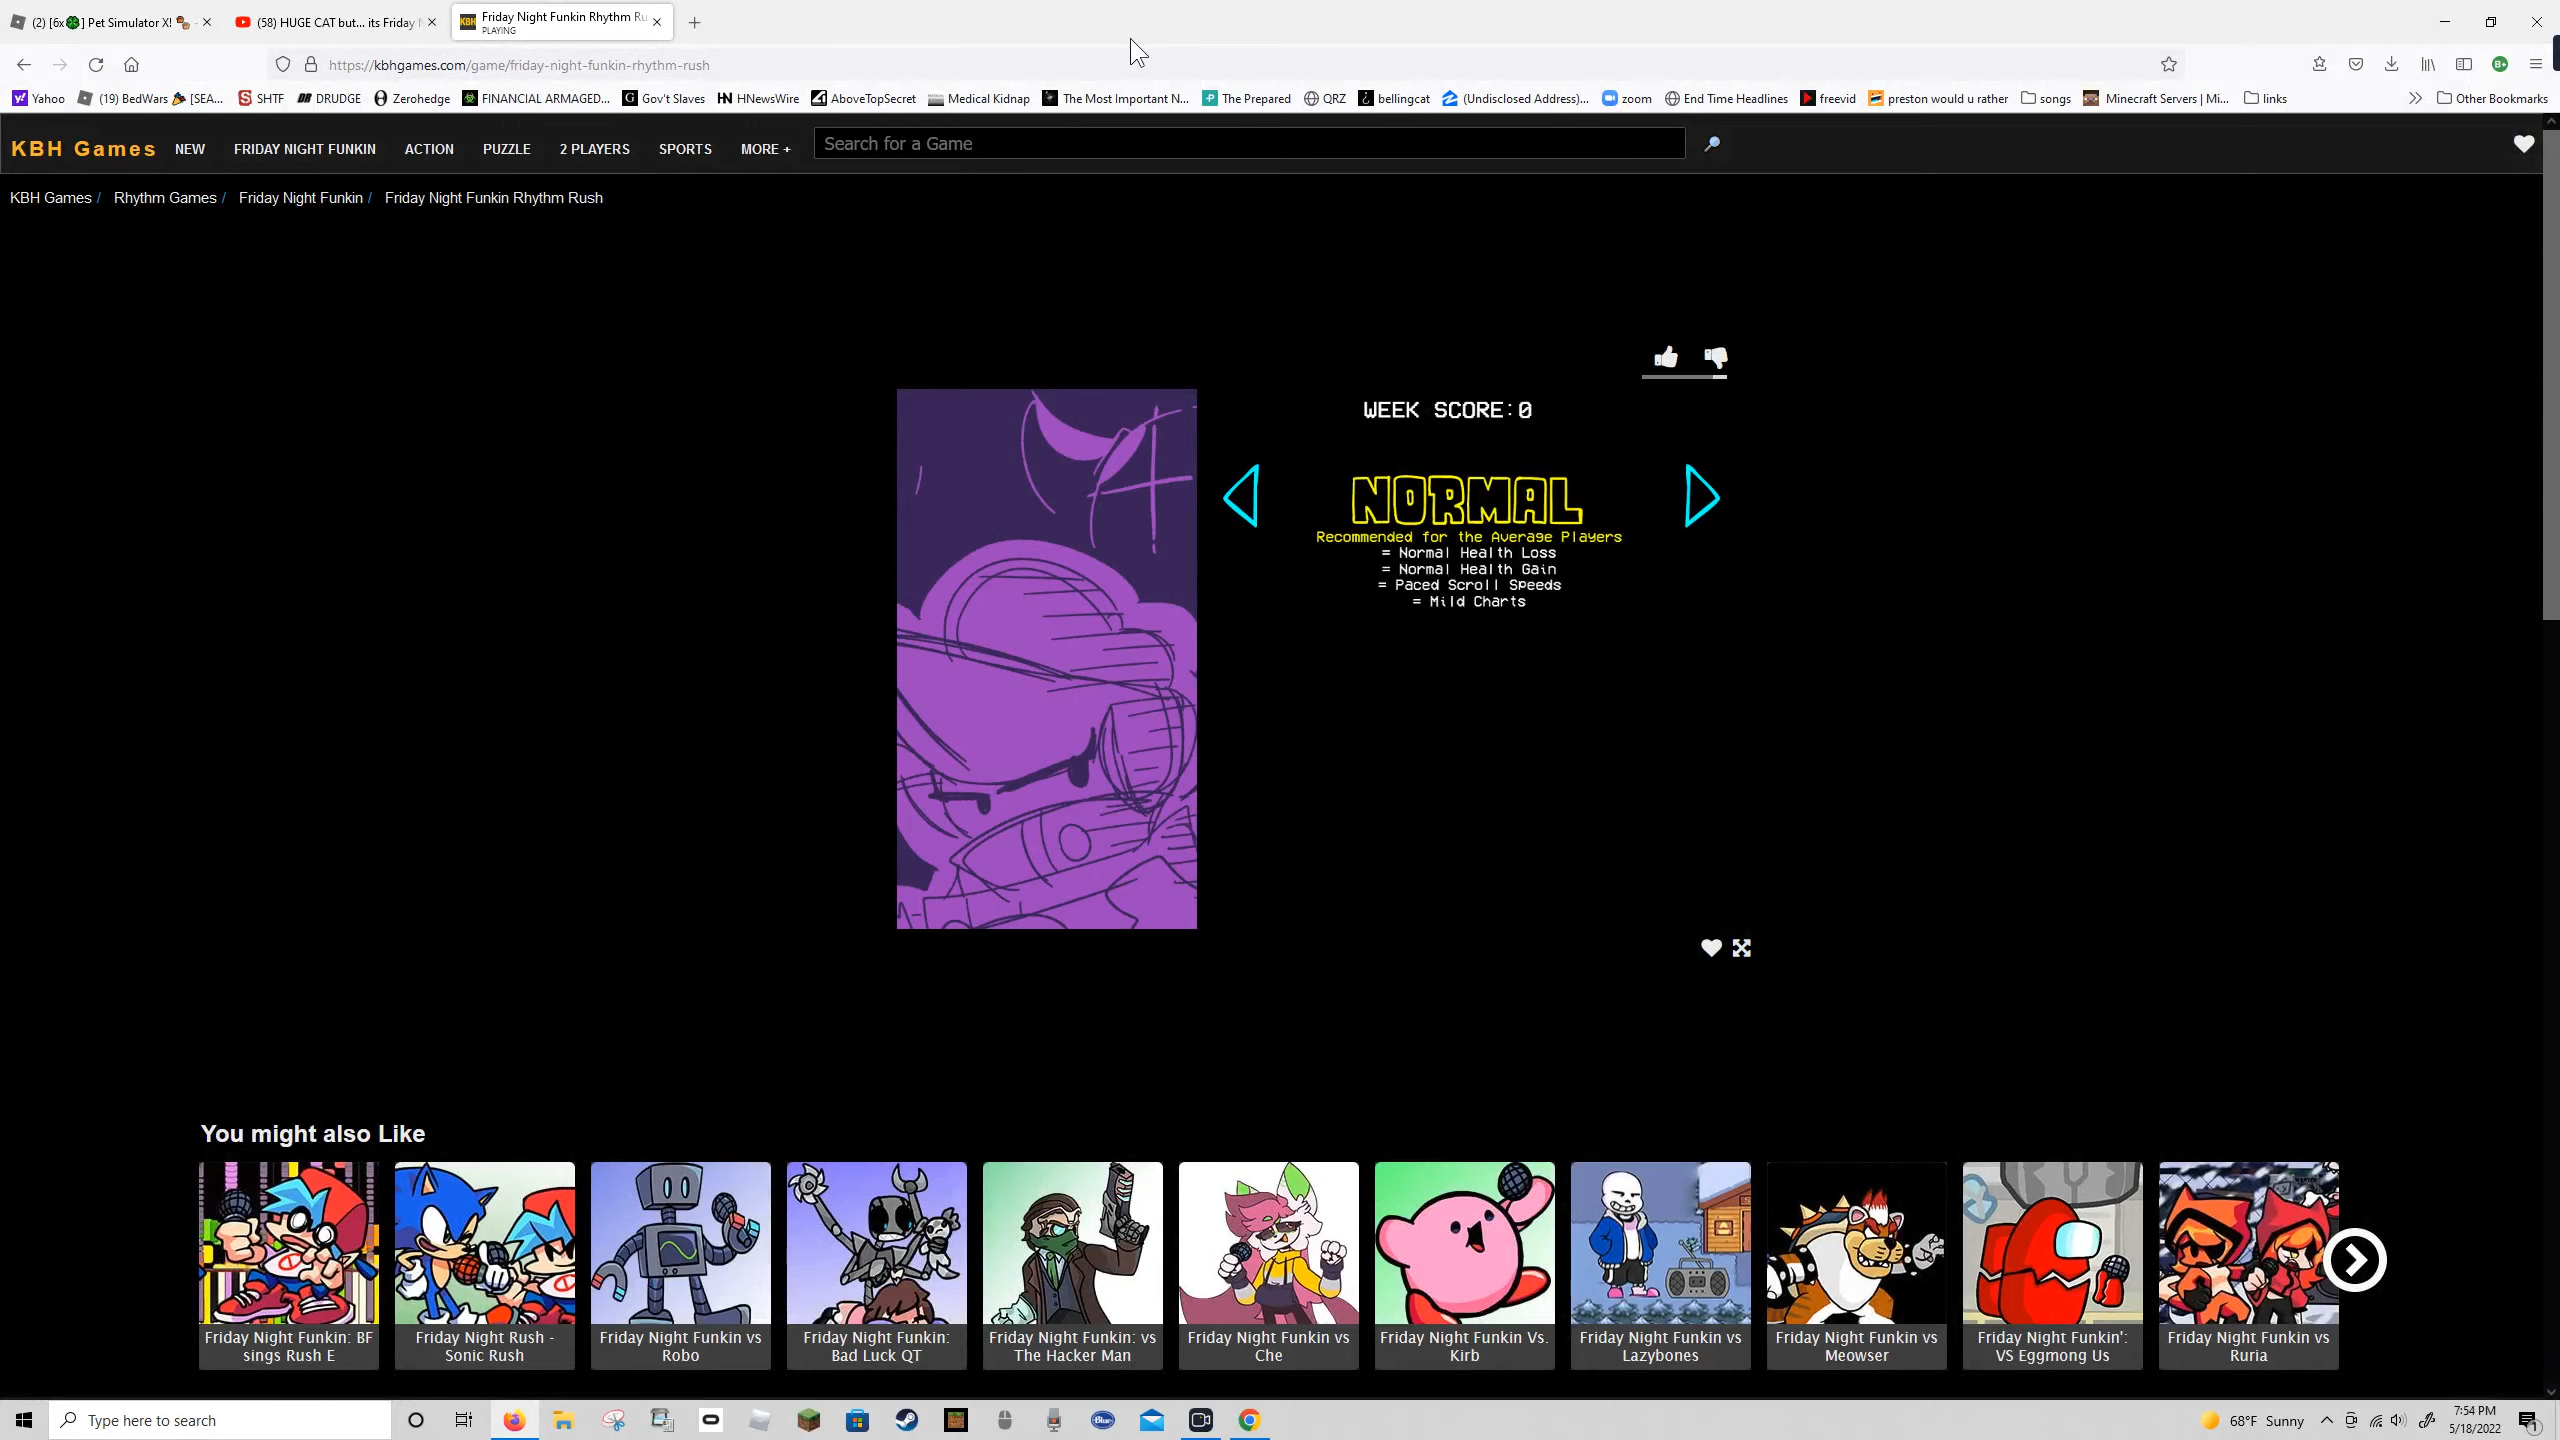 (2) [6x🍀] Pet Simulator X! 🐾 -
(58) HUGE CAT but... its Friday N
KBH
Friday Night Funkin Rhythm Ru
PLAYING
https://kbhgames.com/game/friday-night-funkin-rhythm-rush
Yahoo
(19) BedWars 🎉 [SEA...
SHTF
DRUDGE
Zerohedge
FINANCIAL ARMAGED...
Gov't Slaves
HNewsWire
AboveTopSecret
Medical Kidnap
The Most Important N...
The Prepared
QRZ
bellingcat
(Undisclosed Address)...
zoom
End Time Headlines
freevid
preston would u rather
songs
Minecraft Servers | Mi...
links
Other Bookmarks
KBH Games
NEW
FRIDAY NIGHT FUNKIN
ACTION
PUZZLE
2 PLAYERS
SPORTS
MORE +
Search for a Game
KBH Games / Rhythm Games / Friday Night Funkin / Friday Night Funkin Rhythm Rush
WEEK SCORE:0
NORMAL
Recommended for the Average Players
= Normal Health Loss
= Normal Health Gain
= Paced Scroll Speeds
= Mild Charts
You might also Like
Friday Night Funkin: BF
sings Rush E
Friday Night Rush -
Sonic Rush
Friday Night Funkin vs
Robo
Friday Night Funkin:
Bad Luck QT
Friday Night Funkin: vs
The Hacker Man
Friday Night Funkin vs
Che
Friday Night Funkin Vs.
Kirb
Friday Night Funkin vs
Lazybones
Friday Night Funkin vs
Meowser
Friday Night Funkin':
VS Eggmong Us
Friday Night Funkin vs
Ruria
Type here to search
68°F Sunny
7:54 PM
5/18/2022